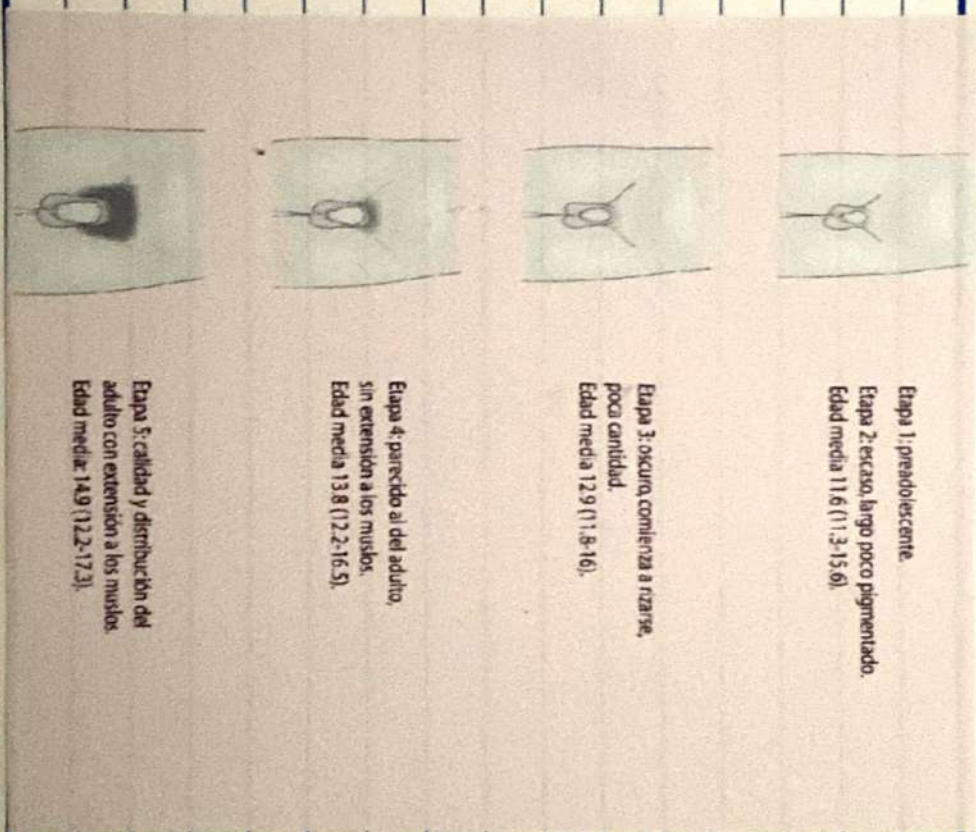 Etapa 1: preadolescente.
Etapa 2: escaso, largo poco pigmentado.
Edad media 11.6 (11.3-15.6).
Etapa 3: oscuro, comienza a rizarse,
poca cantidad.
Edad media 12.9 (11.8-16).
Etapa 4: parecido al del adulto,
sin extensión a los muslos.
Edad media 13.8 (12.2-16.5).
Etapa 5: calidad y distribución del
adulto con extensión a los muslos.
Edad media: 14.9 (12.2-17.3).